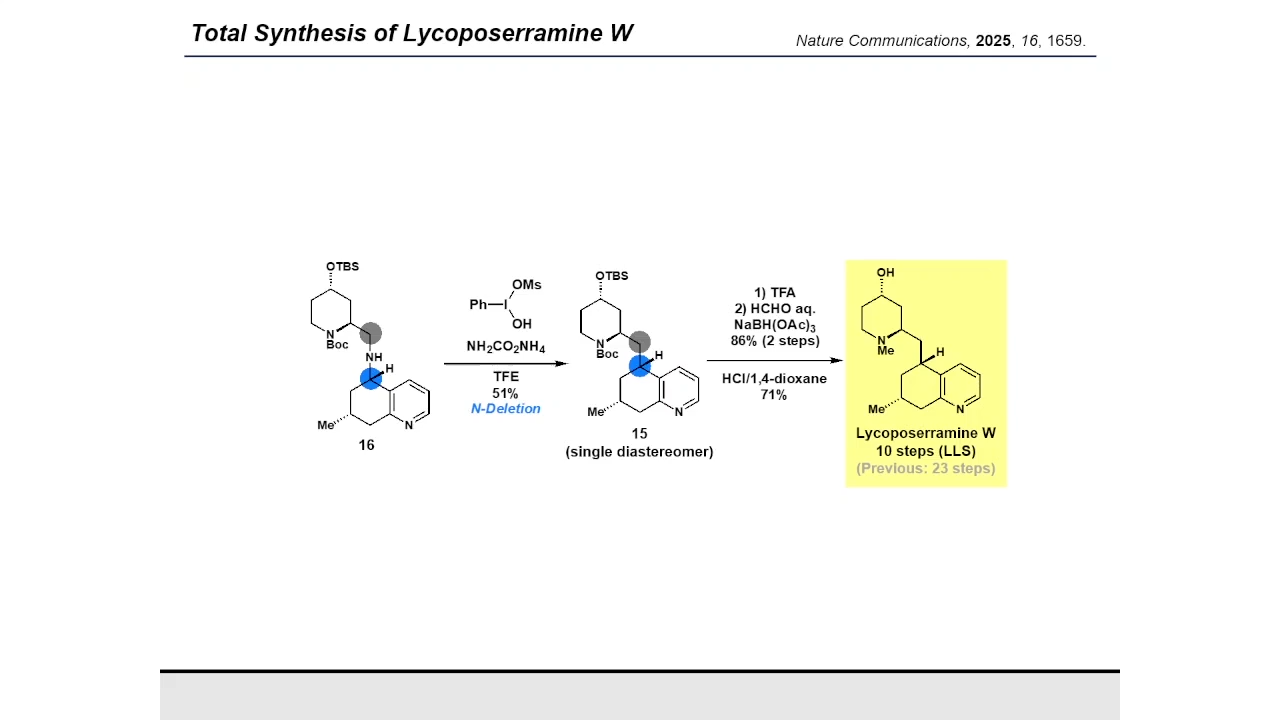 Total Synthesis of Lycoposerramine W
Nature Communications, 2025, 16, 1659.
OTBS
N
Boc
NH
H
Me
N
16
OMs
Ph
I
OH
NH₂CO₂NH₄
TFE
51%
N-Deletion
OTBS
N
Boc
H
Me
N
15
(single diastereomer)
1) TFA
2) HCHO aq.
NaBH(OAc)₃
86% (2 steps)
HCl/1,4-dioxane
71%
OH
N
Me
H
Me
N
Lycoposerramine W
10 steps (LLS)
(Previous: 23 steps)